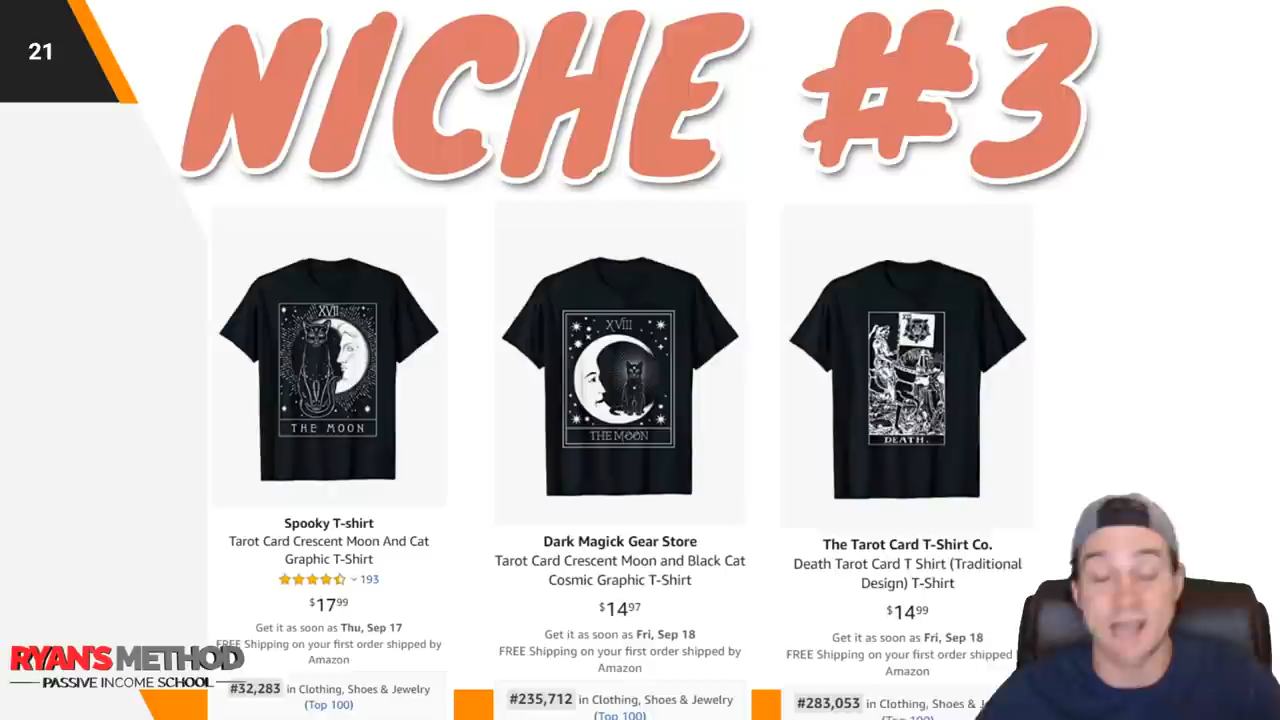 21
NICHE #3
XVII
THE MOON
Spooky T-shirt
Tarot Card Crescent Moon And Cat
Graphic T-Shirt
193
$1799
Get it as soon as Thu, Sep 17
FREE Shipping on your first order shipped by
Amazon
#32,283 in Clothing, Shoes & Jewelry
(Top 100)
XVIII
THE MOON
Dark Magick Gear Store
Tarot Card Crescent Moon and Black Cat
Cosmic Graphic T-Shirt
$1497
Get it as soon as Fri, Sep 18
FREE Shipping on your first order shipped by
Amazon
#235,712 in Clothing, Shoes & Jewelry
(Top 100)
DEATH.
The Tarot Card T-Shirt Co.
Death Tarot Card T Shirt (Traditional
Design) T-Shirt
$1499
Get it as soon as Fri, Sep 18
FREE Shipping on your first order shipped
Amazon
#283,053 in Clothing, Shoes & J
(Top 100)
RYAN'S METHOD
PASSIVE INCOME SCHOOL